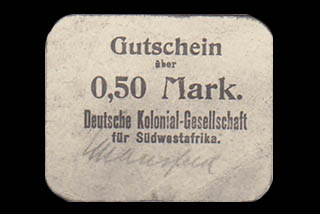 Gutschein
über
0,50 Mark.
Deutsche Kolonial-Gesellschaft
für Südwestafrika.